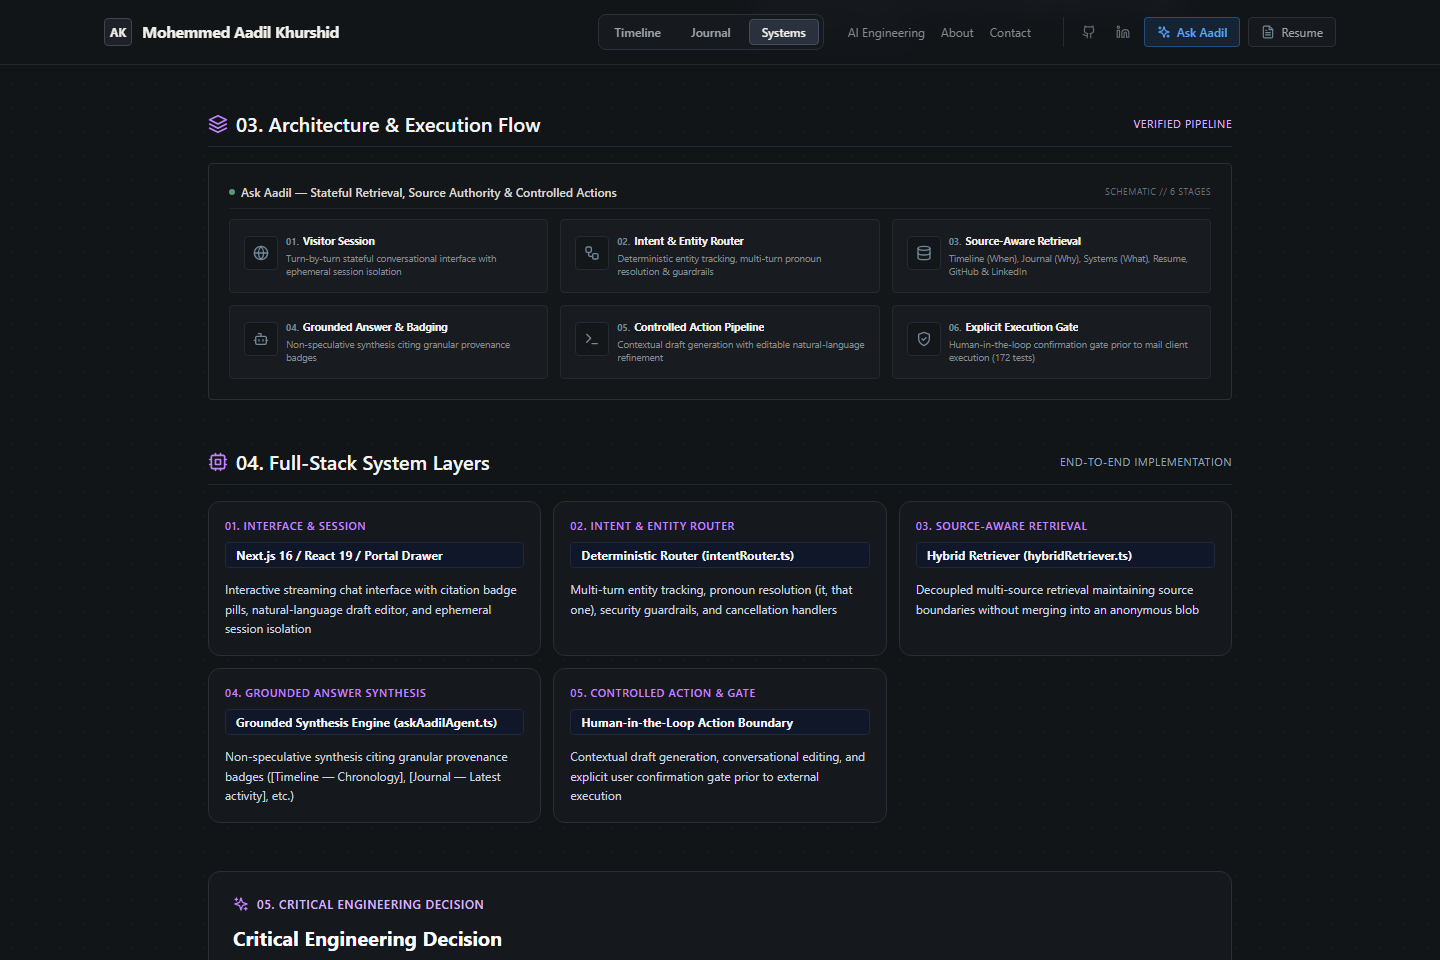 AK Mohemmed Aadil Khurshid
Timeline Journal Systems AI Engineering About Contact Ask Aadil Resume
03. Architecture & Execution Flow
VERIFIED PIPELINE
Ask Aadil — Stateful Retrieval, Source Authority & Controlled Actions
SCHEMATIC // 6 STAGES
01. Visitor Session
Turn-by-turn stateful conversational interface with
ephemeral session isolation
02. Intent & Entity Router
Deterministic entity tracking, multi-turn pronoun
resolution & guardrails
03. Source-Aware Retrieval
Timeline (When), Journal (Why), Systems (What), Resume,
GitHub & LinkedIn
04. Grounded Answer & Badging
Non-speculative synthesis citing granular provenance
badges
05. Controlled Action Pipeline
Contextual draft generation with editable natural-language
refinement
06. Explicit Execution Gate
Human-in-the-loop confirmation gate prior to mail client
execution (172 tests)
04. Full-Stack System Layers
END-TO-END IMPLEMENTATION
01. INTERFACE & SESSION
Next.js 16 / React 19 / Portal Drawer
Interactive streaming chat interface with citation badge
pills, natural-language draft editor, and ephemeral
session isolation
02. INTENT & ENTITY ROUTER
Deterministic Router (intentRouter.ts)
Multi-turn entity tracking, pronoun resolution (it, that
one), security guardrails, and cancellation handlers
03. SOURCE-AWARE RETRIEVAL
Hybrid Retriever (hybridRetriever.ts)
Decoupled multi-source retrieval maintaining source
boundaries without merging into an anonymous blob
04. GROUNDED ANSWER SYNTHESIS
Grounded Synthesis Engine (askAadilAgent.ts)
Non-speculative synthesis citing granular provenance
badges ([Timeline — Chronology], [Journal — Latest
activity], etc.)
05. CONTROLLED ACTION & GATE
Human-in-the-Loop Action Boundary
Contextual draft generation, conversational editing, and
explicit user confirmation gate prior to external
execution
05. CRITICAL ENGINEERING DECISION
Critical Engineering Decision